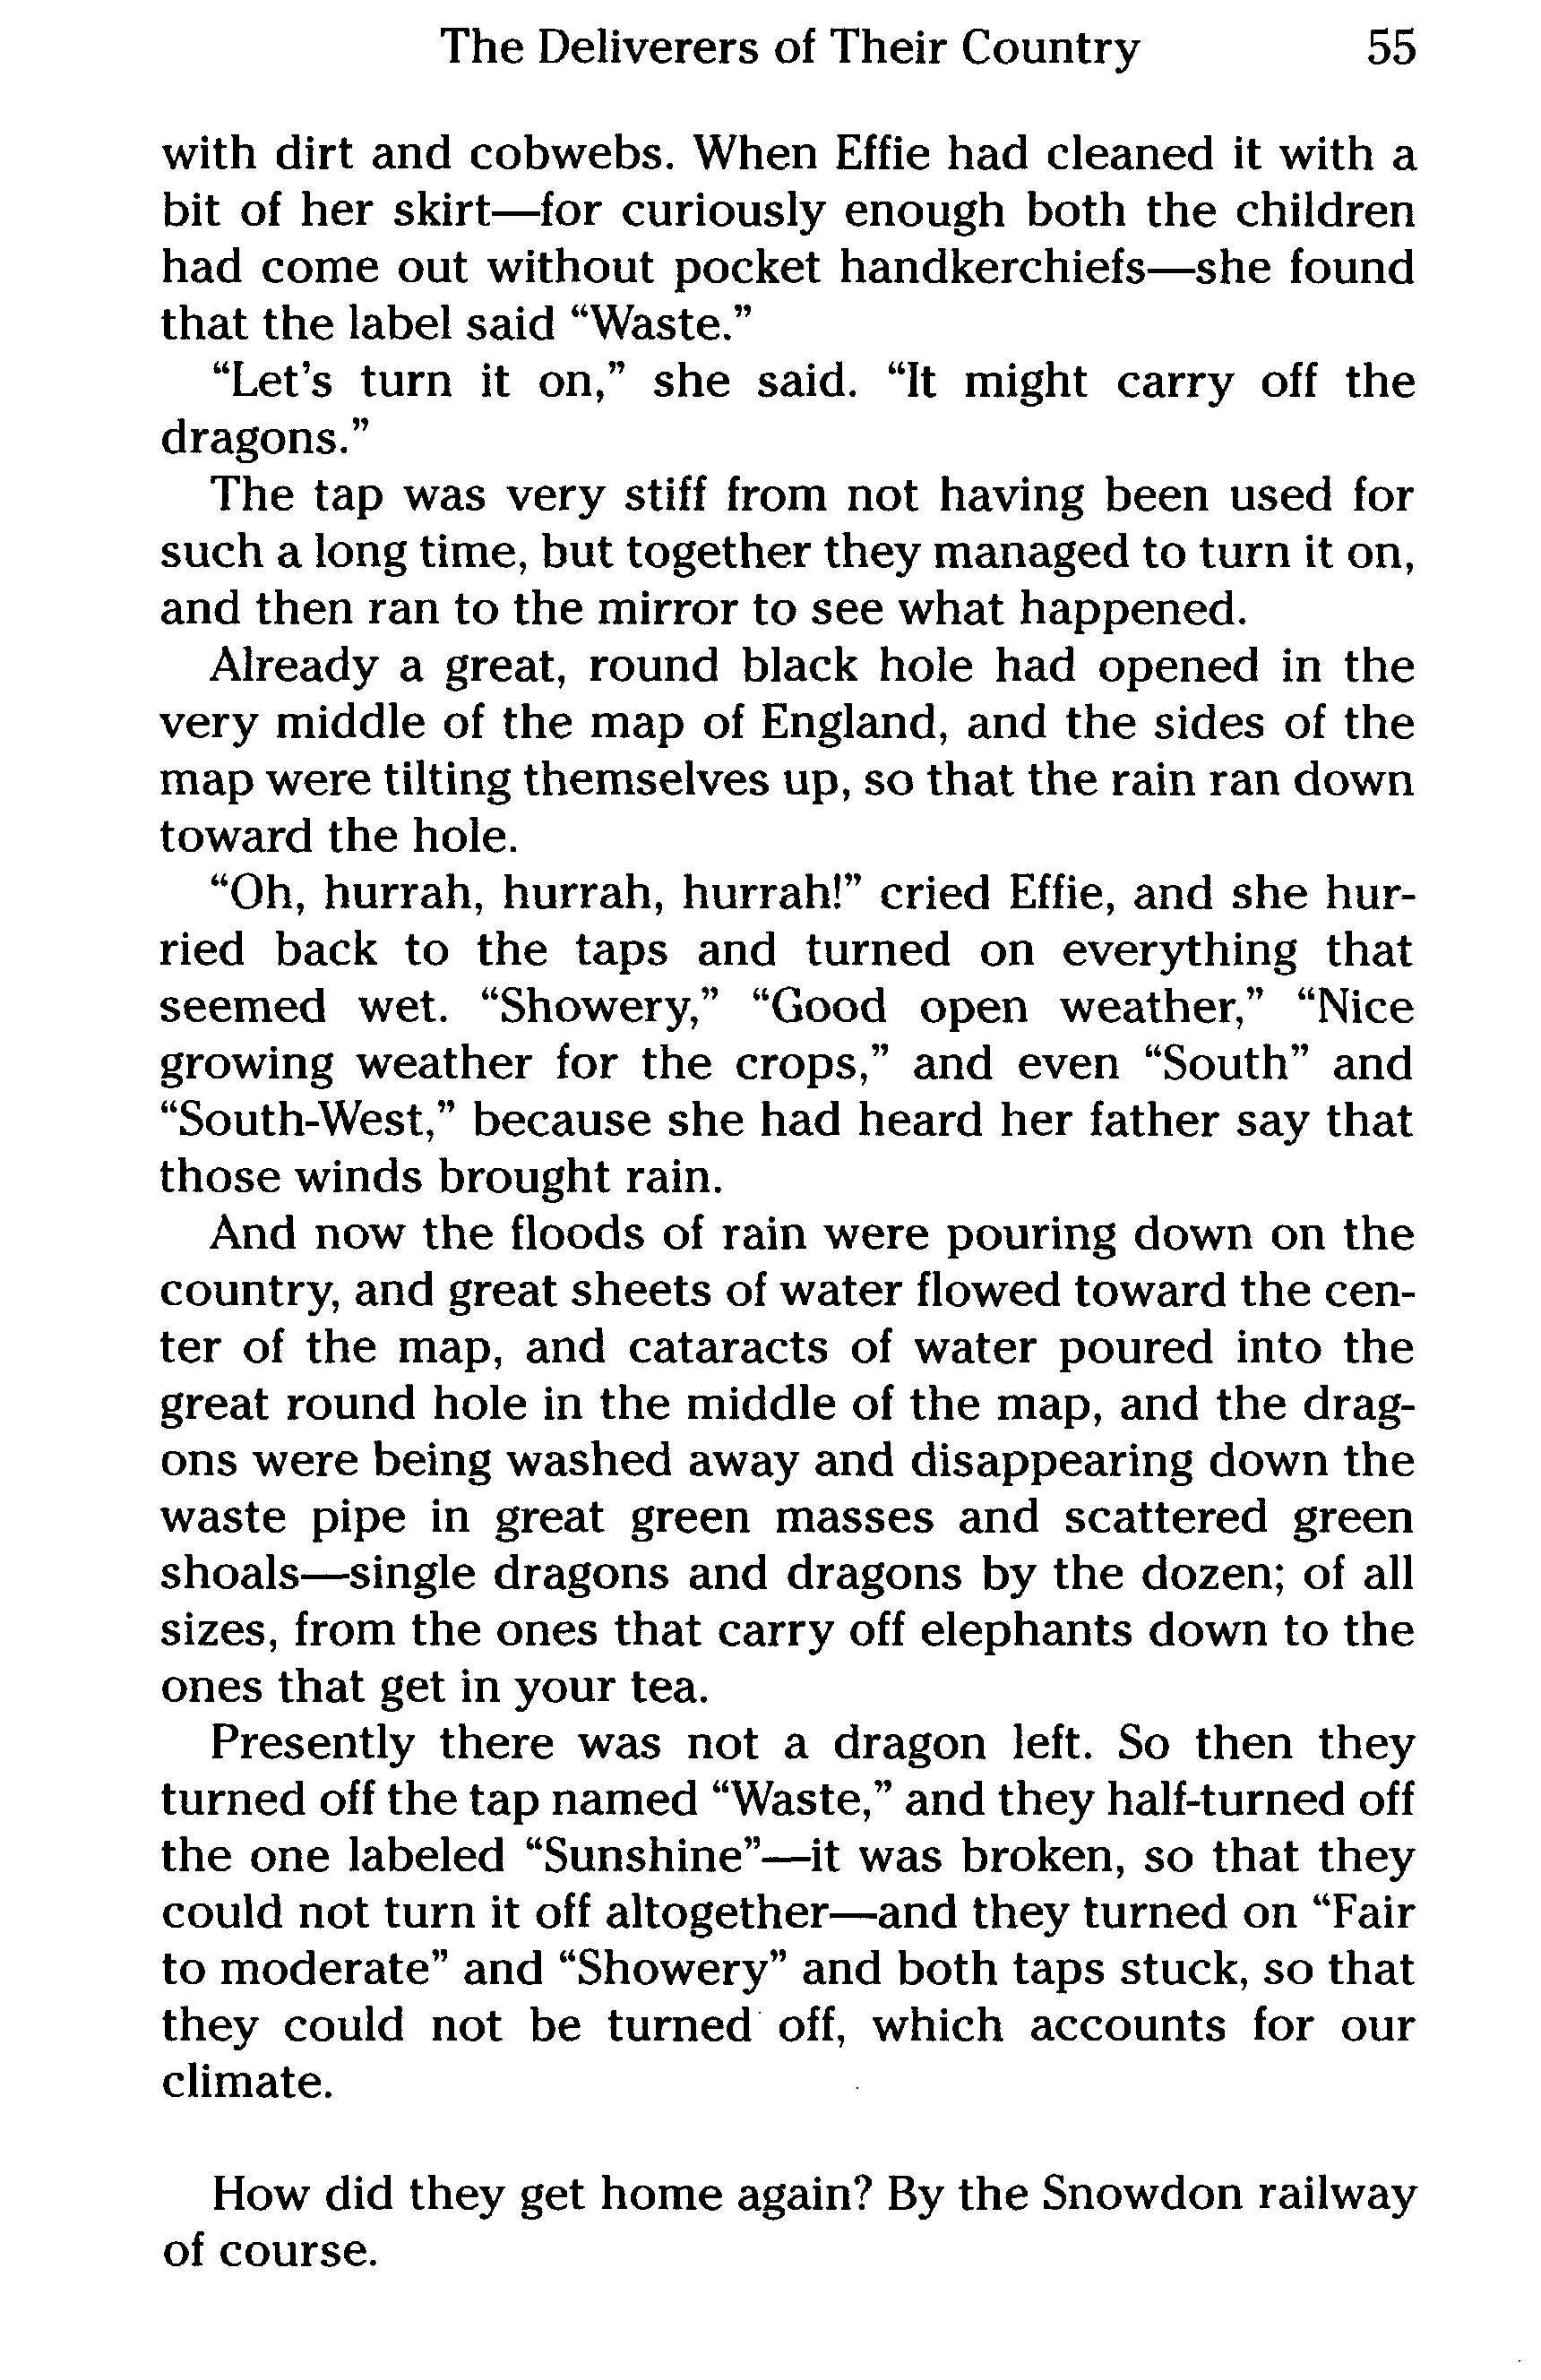 The Deliverers of Their Country 55
with dirt and cobwebs. When Effie had cleaned it with a
bit of her skirt—for curiously enough both the children
had come out without pocket handkerchiefs—she found
that the label said “Waste.”
“Let’s turn it on,” she said. “It might carry off the
dragons.”
The tap was very stiff from not having been used for
such a long time, but together they managed to turn it on,
and then ran to the mirror to see what happened.
Already a great, round black hole had opened in the
very middle of the map of England, and the sides of the
map were tilting themselves up, so that the rain ran down
toward the hole.
“Oh, hurrah, hurrah, hurrah!” cried Effie, and she hur-
ried back to the taps and turned on everything that
seemed wet. “Showery,” “Good open weather,” “Nice
growing weather for the crops,” and even “South” and
“South-West,” because she had heard her father say that
those winds brought rain.
And now the floods of rain were pouring down on the
country, and great sheets of water flowed toward the cen-
ter of the map, and cataracts of water poured into the
great round hole in the middle of the map, and the drag-
ons were being washed away and disappearing down the
waste pipe in great green masses and scattered green
shoals—single dragons and dragons by the dozen; of all
sizes, from the ones that carry off elephants down to the
ones that get in your tea.
Presently there was not a dragon left. So then they
turned off the tap named “Waste,” and they half-turned off
the one labeled “Sunshine”—it was broken, so that they
could not turn it off altogether—and they turned on “Fair
to moderate” and “Showery” and both taps stuck, so that
they could not be turned off, which accounts for our
climate.
How did they get home again? By the Snowdon railway
of course.